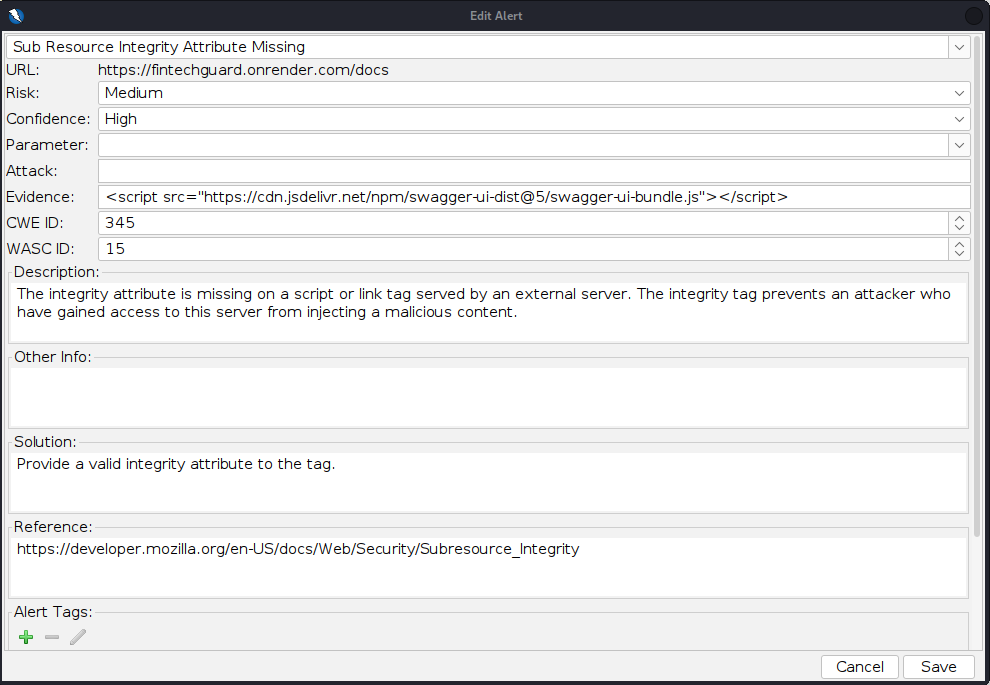 Edit Alert
Sub Resource Integrity Attribute Missing
URL: https://fintechguard.onrender.com/docs
Risk: Medium
Confidence: High
Parameter:
Attack:
Evidence: <script src="https://cdn.jsdelivr.net/npm/swagger-ui-dist@5/swagger-ui-bundle.js"></script>
CWE ID: 345
WASC ID: 15
Description:
The integrity attribute is missing on a script or link tag served by an external server. The integrity tag prevents an attacker who
have gained access to this server from injecting a malicious content.
Other Info:
Solution:
Provide a valid integrity attribute to the tag.
Reference:
https://developer.mozilla.org/en-US/docs/Web/Security/Subresource_Integrity
Alert Tags:
Cancel Save